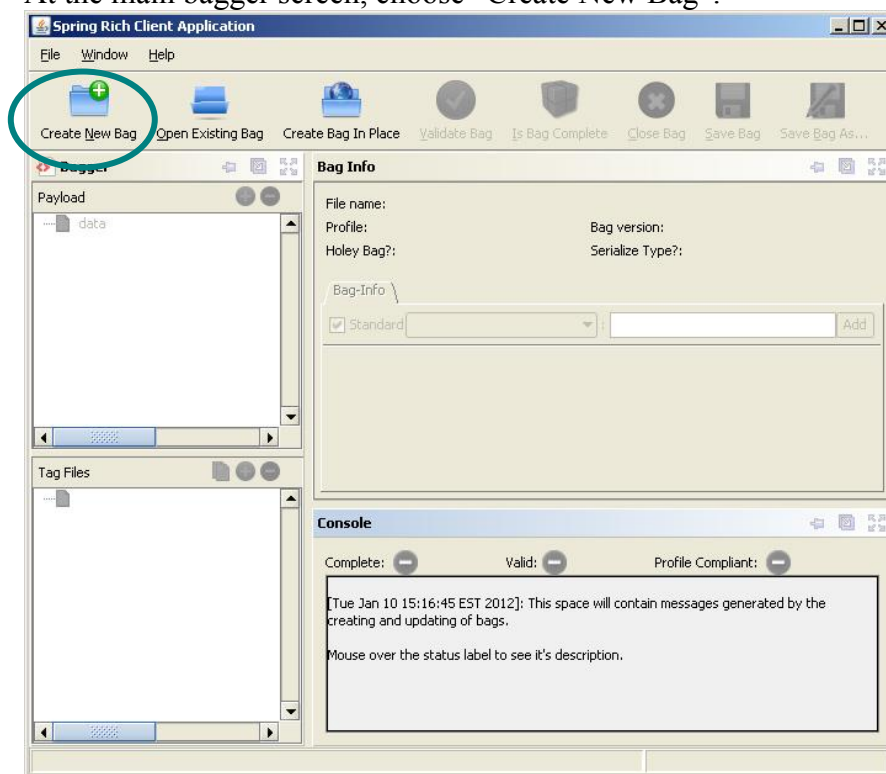 At the main bagger screen, choose "Create New Bag".
Spring Rich Client Application
File Window Help
Create New Bag Open Existing Bag Create Bag In Place Validate Bag Is Bag Complete Close Bag Save Bag Save Bag As...
Bagger
Bag Info
Payload
data
File name:
Profile: Bag version:
Holey Bag?: Serialize Type?:
Bag-Info
Standard : Add
Tag Files
Console
Complete: Valid: Profile Compliant:
[Tue Jan 10 15:16:45 EST 2012]: This space will contain messages generated by the
creating and updating of bags.
Mouse over the status label to see it's description.